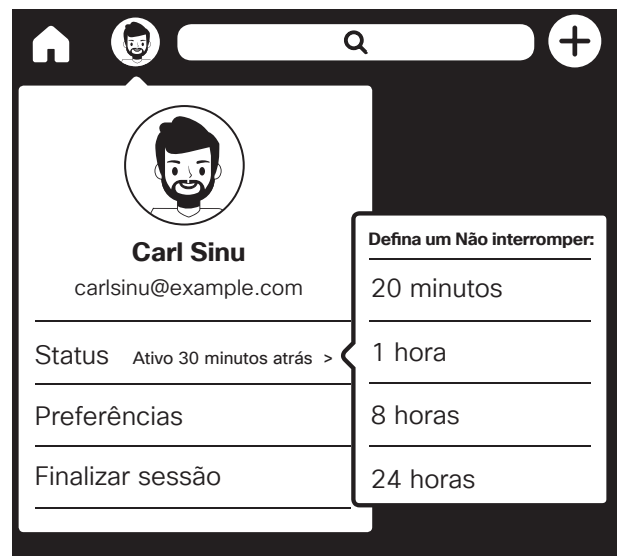 Carl Sinu
carlsinu@example.com
Status Ativo 30 minutos atrás >
Preferências
Finalizar sessão
Defina um Não interromper:
20 minutos
1 hora
8 horas
24 horas